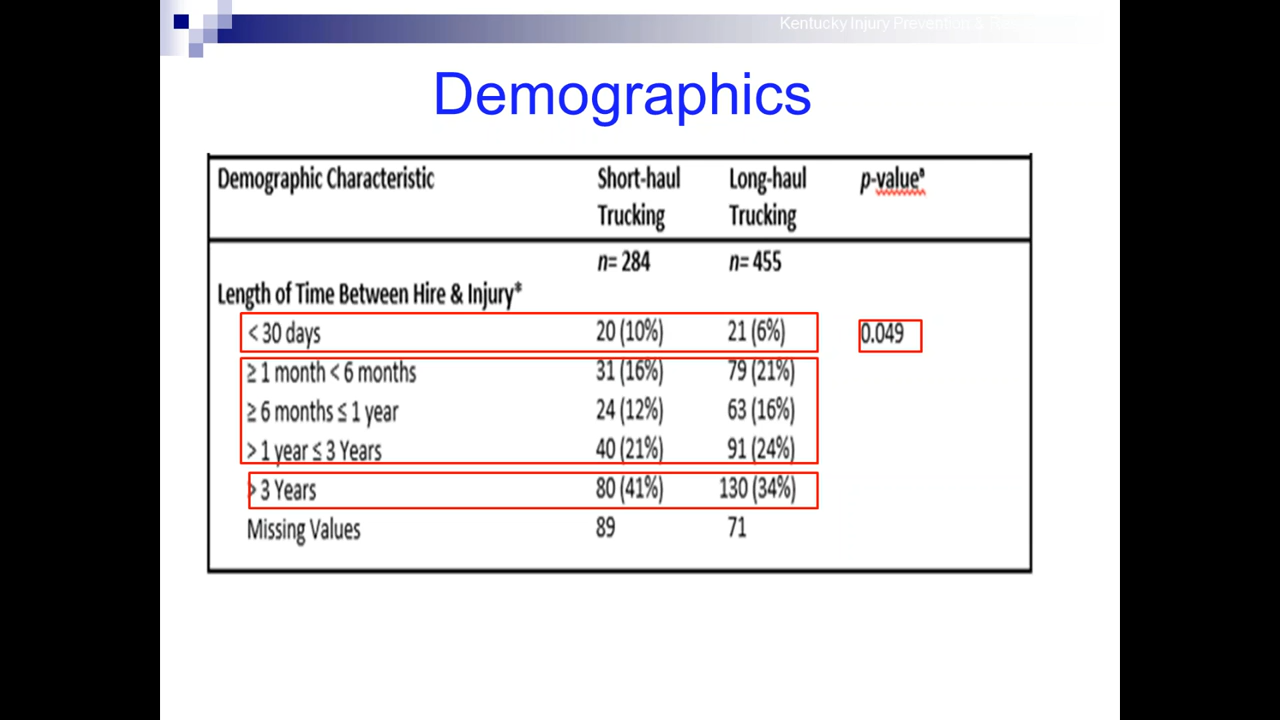 Kentucky Injury Prevention &
Demographics
Demographic Characteristic Short-haul Trucking Long-haul Trucking p-valueª
n= 284 n= 455
Length of Time Between Hire & Injury*
< 30 days 20 (10%) 21 (6%) 0.049
≥ 1 month < 6 months 31 (16%) 79 (21%)
≥ 6 months ≤ 1 year 24 (12%) 63 (16%)
> 1 year ≤ 3 Years 40 (21%) 91 (24%)
> 3 Years 80 (41%) 130 (34%)
Missing Values 89 71